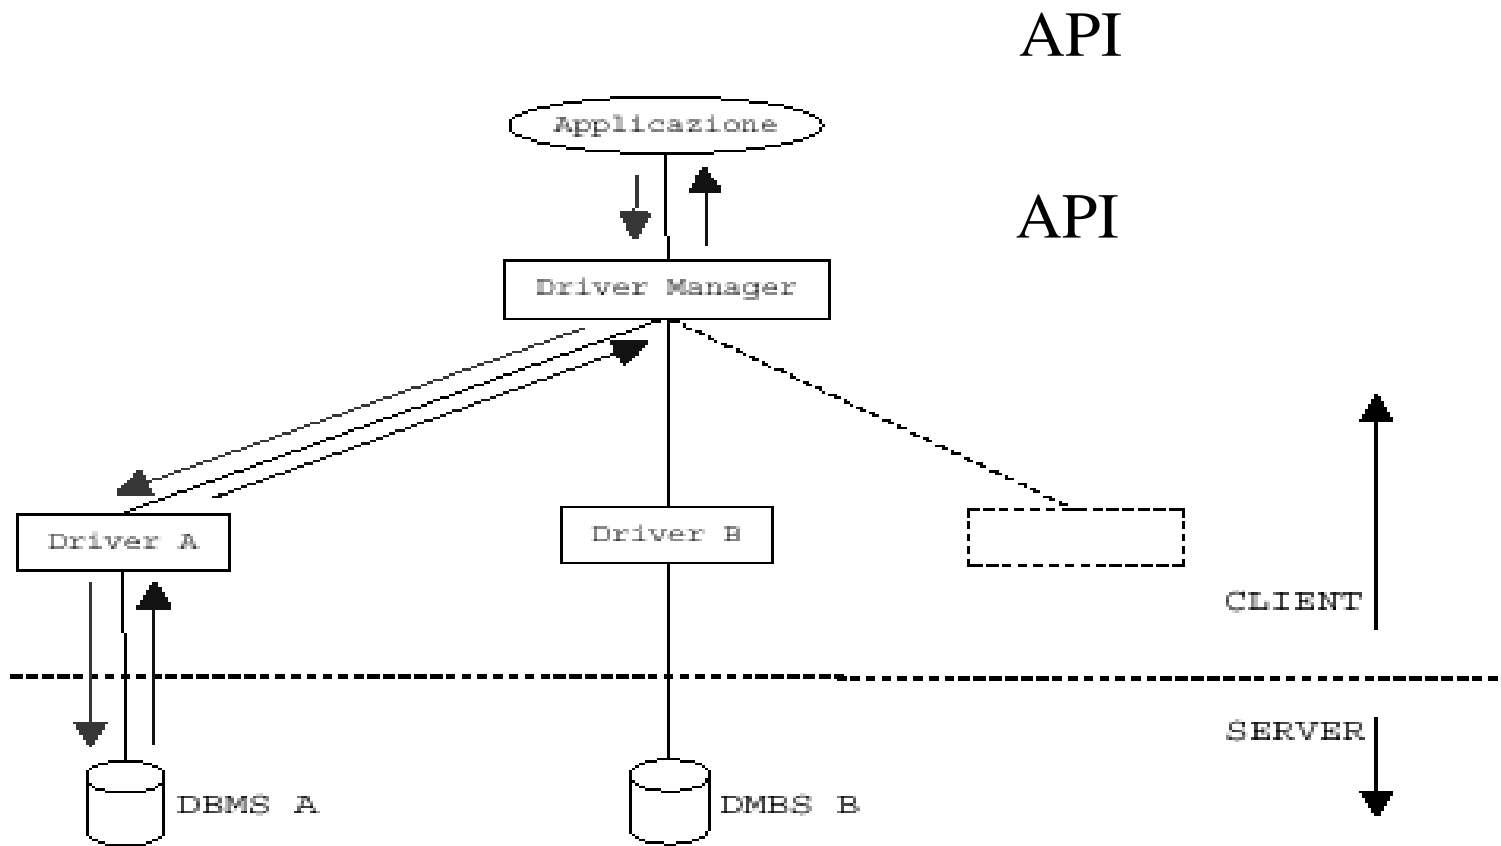 API
Applicazione
API
Driver Manager
Driver A
Driver B
CLIENT
SERVER
DBMS A
DMBS B